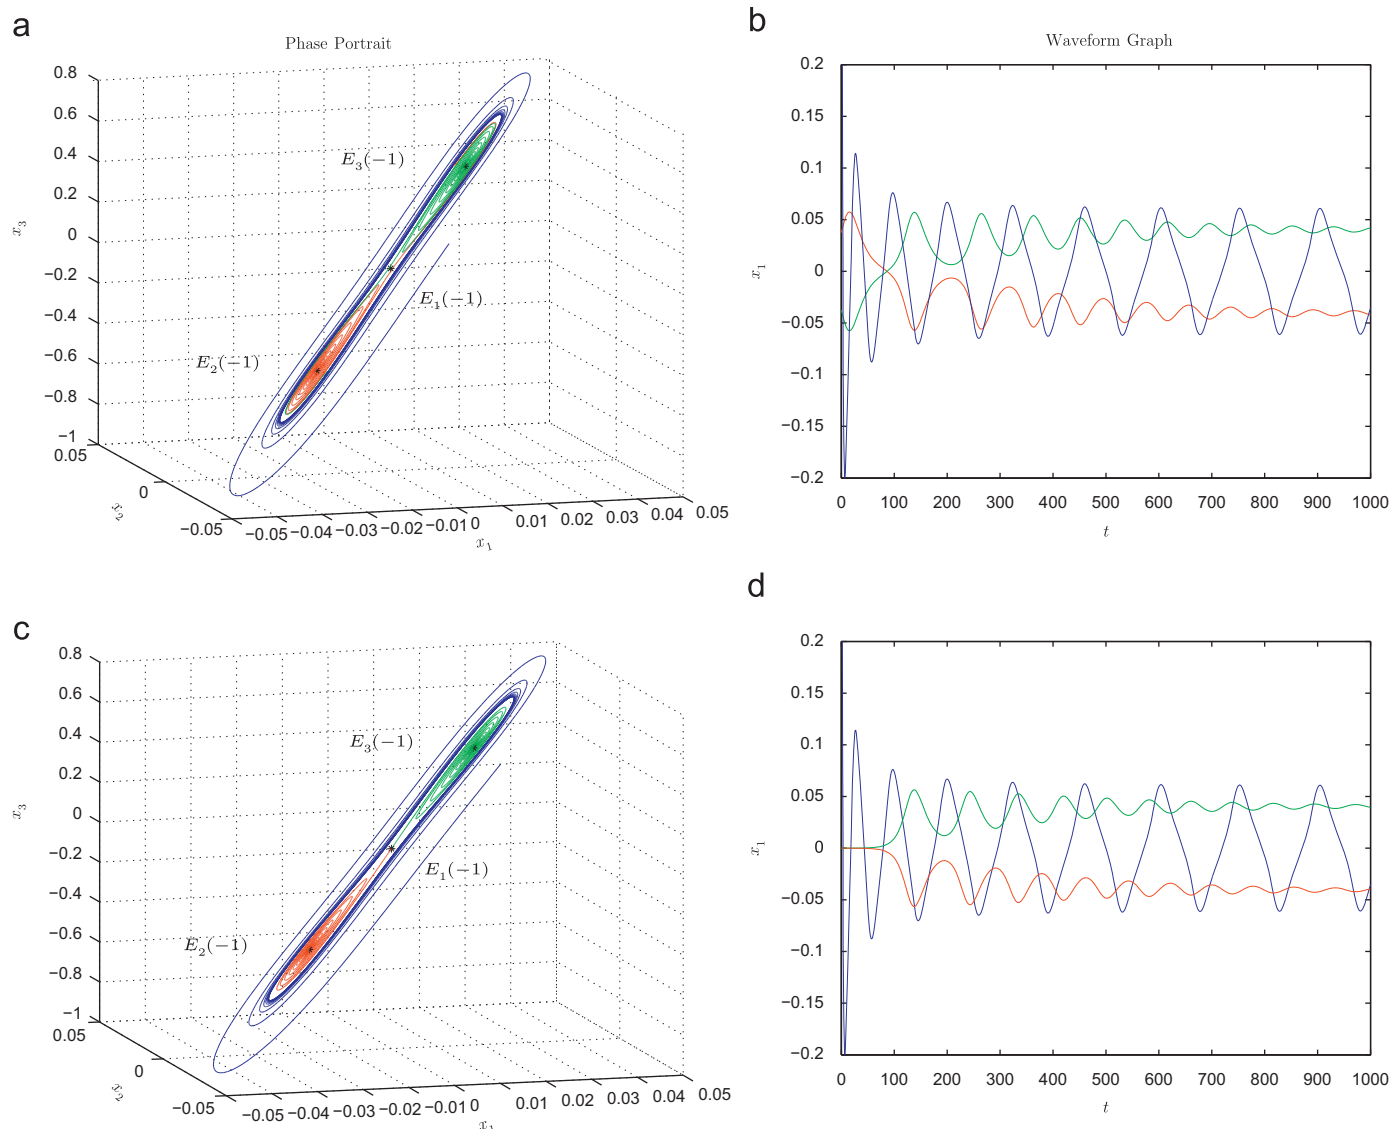 a
Phase Portrait
0.8
0.6
0.4
0.2
0
−0.2
−0.4
−0.6
−0.8
−1
x3
0.05
0
−0.05
x2
−0.05
−0.04
−0.03
−0.02
−0.01
0
0.01
0.02
0.03
0.04
0.05
x1
E3(−1)
E1(−1)
E2(−1)
b
Waveform Graph
0.2
0.15
0.1
0.05
0
−0.05
−0.1
−0.15
−0.2
x1
0 100 200 300 400 500 600 700 800 900 1000
t
c
0.8
0.6
0.4
0.2
0
−0.2
−0.4
−0.6
−0.8
−1
x3
0.05
0
−0.05
x2
−0.05
−0.04
−0.03
−0.02
−0.01
0
0.01
0.02
0.03
0.04
0.05
x1
E3(−1)
E1(−1)
E2(−1)
d
0.2
0.15
0.1
0.05
0
−0.05
−0.1
−0.15
−0.2
x1
0 100 200 300 400 500 600 700 800 900 1000
t